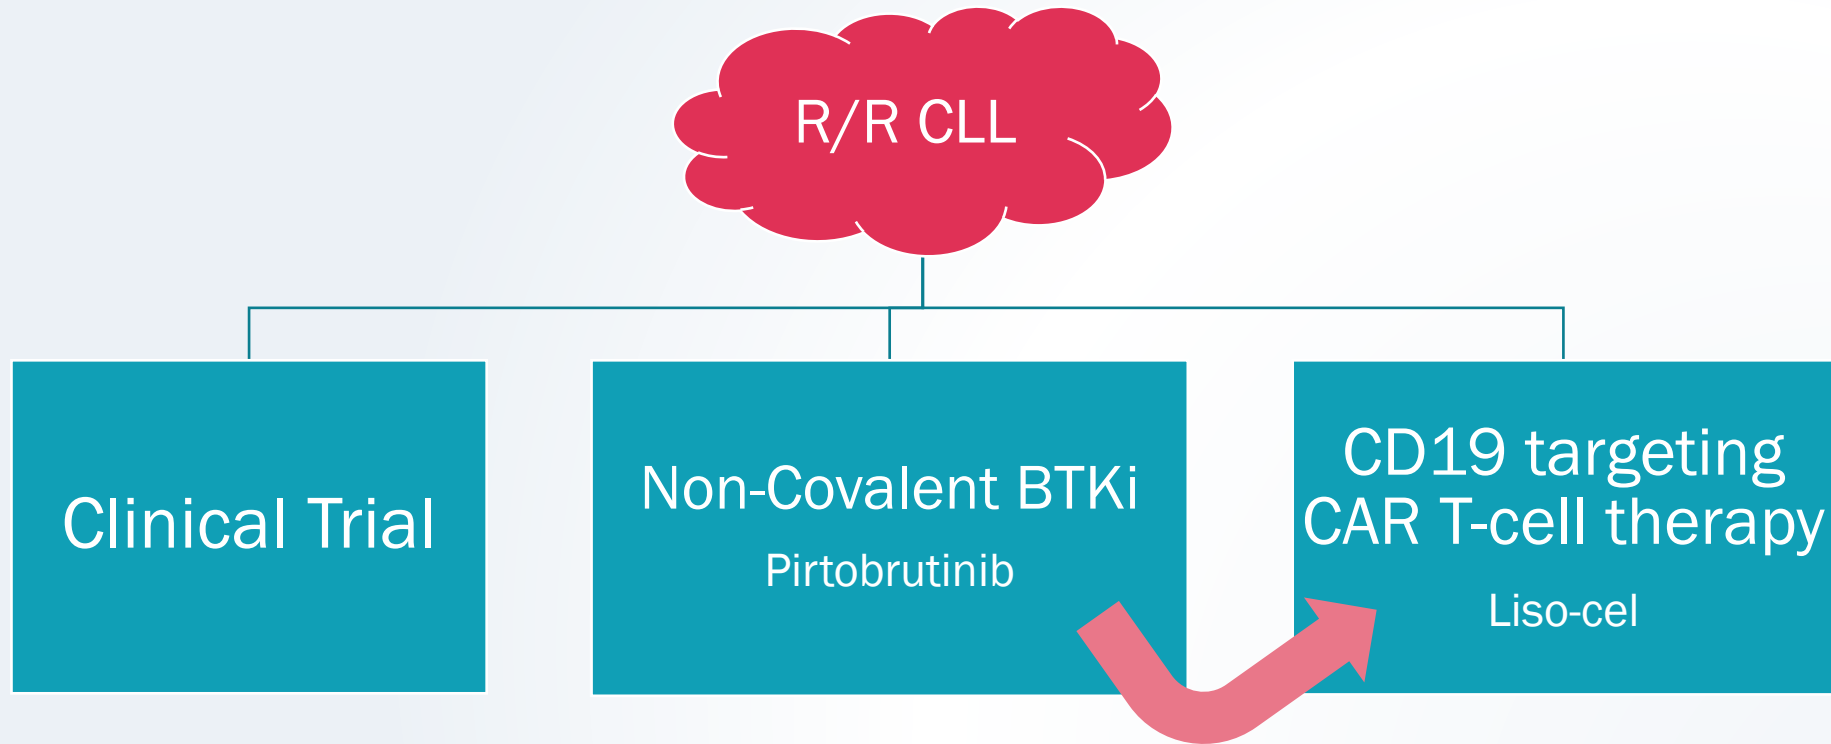 R/R CLL
Clinical Trial
Non-Covalent BTKi
Pirtobrutinib
CD19 targeting
CAR T-cell therapy
Liso-cel